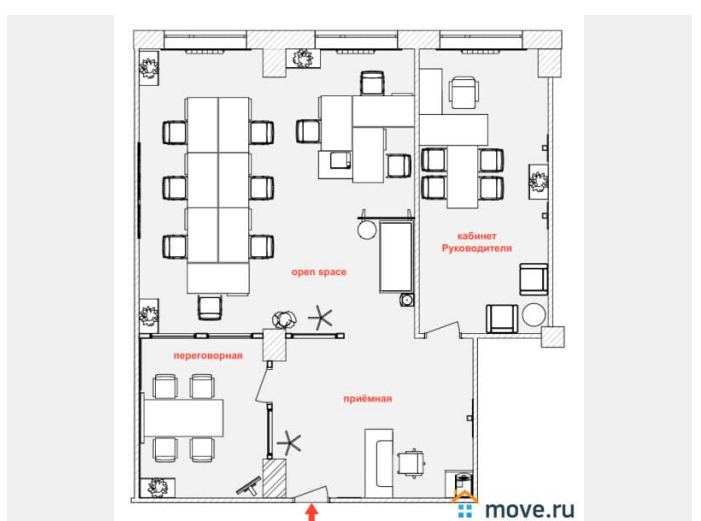 кабинет
Руководителя
open space
переговорная
приёмная
move.ru